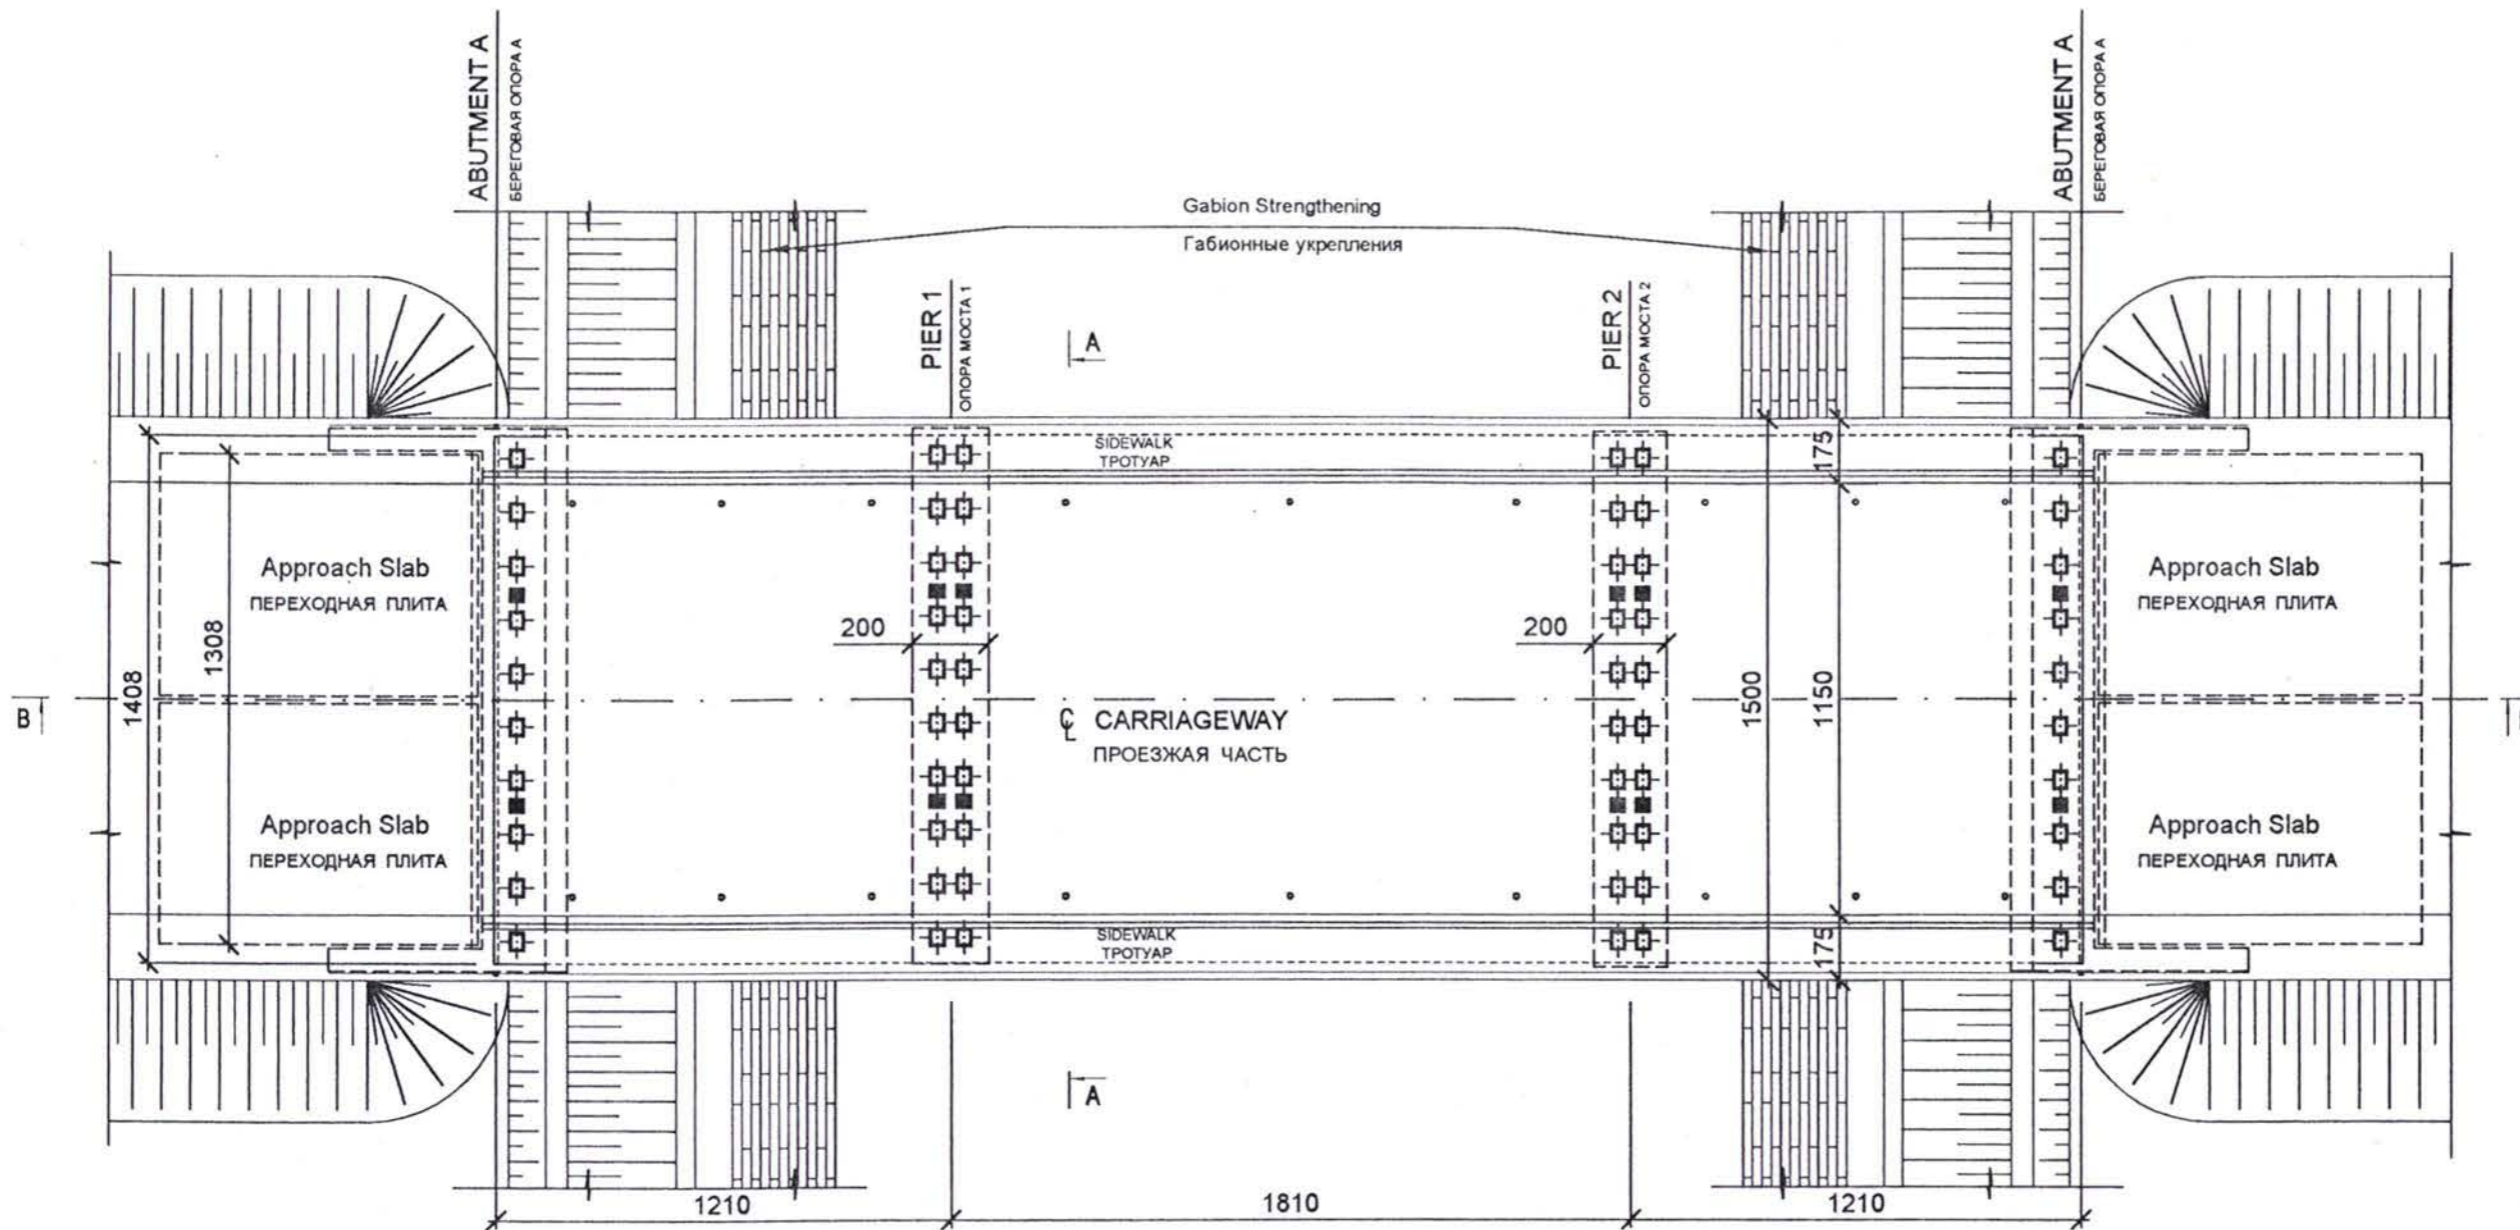 ABUTMENT A
БЕРЕГОВАЯ ОПОРА А
ABUTMENT A
БЕРЕГОВАЯ ОПОРА А
Gabion Strengthening
Габионные укрепления
PIER 1
ОПОРА МОСТА 1
PIER 2
ОПОРА МОСТА 2
A
SIDEWALK
ТРОТУАР
175
Approach Slab
ПЕРЕХОДНАЯ ПЛИТА
Approach Slab
ПЕРЕХОДНАЯ ПЛИТА
200
200
1308
1408
1500
1150
B
CL CARRIAGEWAY
ПРОЕЗЖАЯ ЧАСТЬ
Approach Slab
ПЕРЕХОДНАЯ ПЛИТА
Approach Slab
ПЕРЕХОДНАЯ ПЛИТА
SIDEWALK
ТРОТУАР
175
A
1210
1810
1210